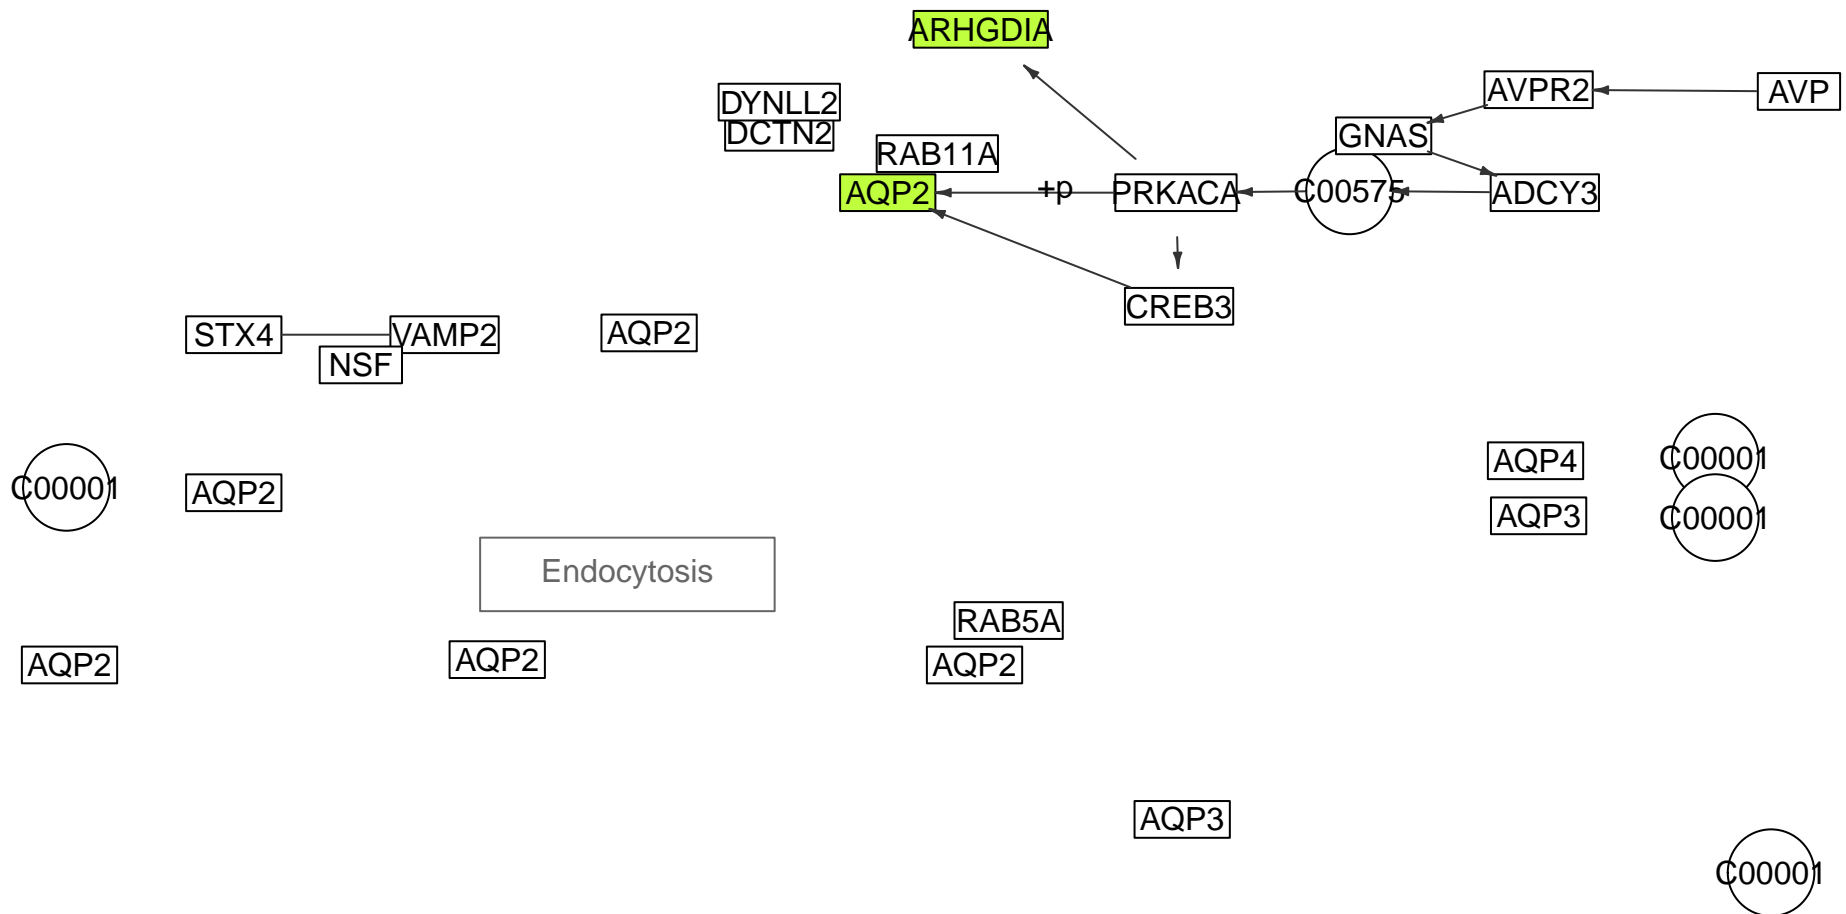 ARHGDIA
DYNLL2
DCTN2
RAB11A
AVPR2
AVP
GNAS
AQP2
+p
PRKACA
C00575
ADCY3
CREB3
STX4
VAMP2
NSF
AQP2
C00001
AQP2
AQP4
C00001
AQP3
C00001
Endocytosis
RAB5A
AQP2
AQP2
AQP2
AQP3
C00001